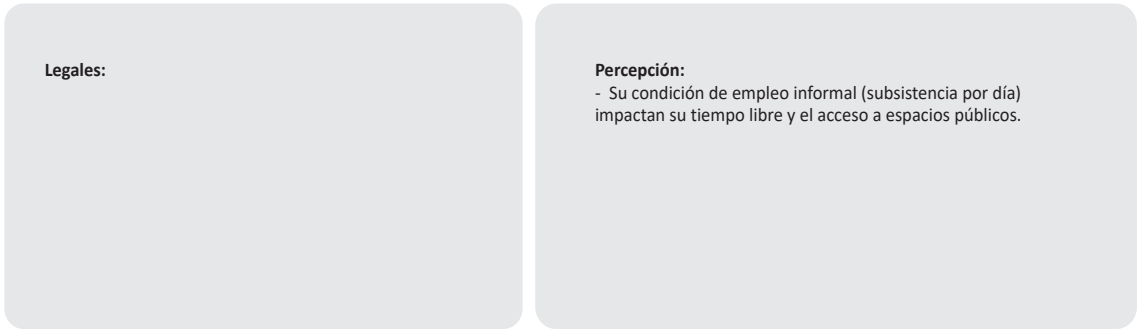 Legales:
Percepción:
- Su condición de empleo informal (subsistencia por día)
impactan su tiempo libre y el acceso a espacios públicos.